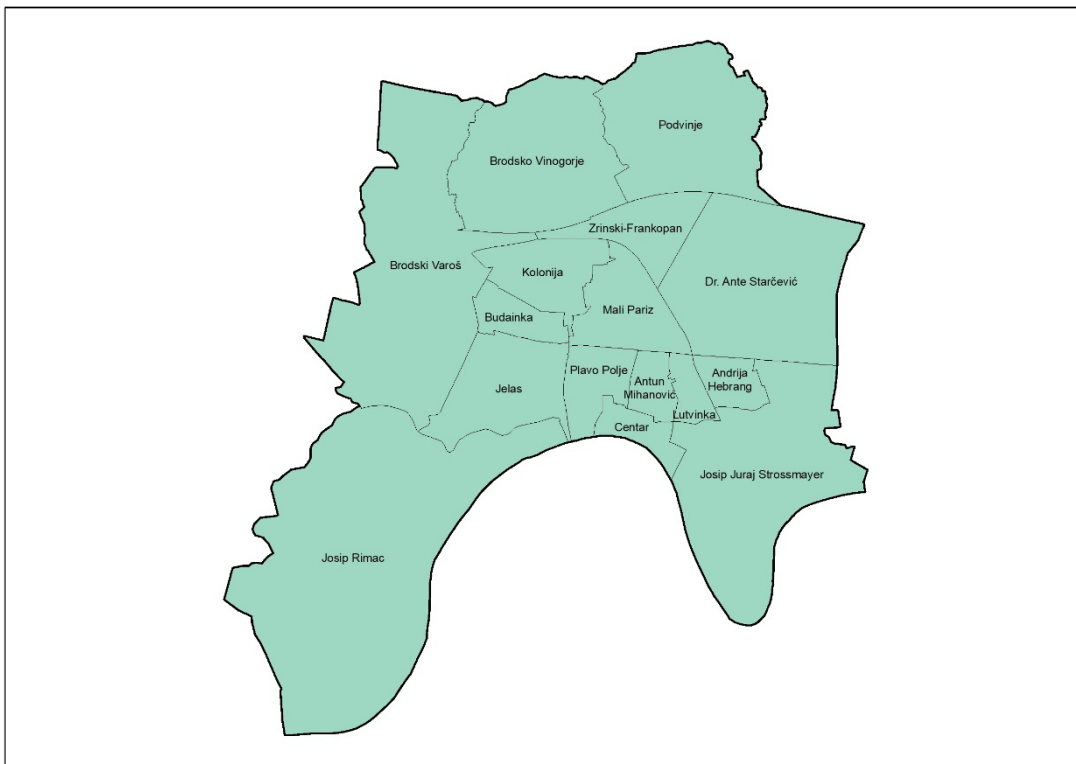 Podvinje
Brodsko Vinogorje
Zrinski-Frankopan
Brodski Varoš
Kolonija
Dr. Ante Starčević
Mali Pariz
Budainka
Plavo Polje
Andrija
Hebrang
Antun
Mihanović
Jelas
Lutvinka
Centar
Josip Juraj Strossmayer
Josip Rimac